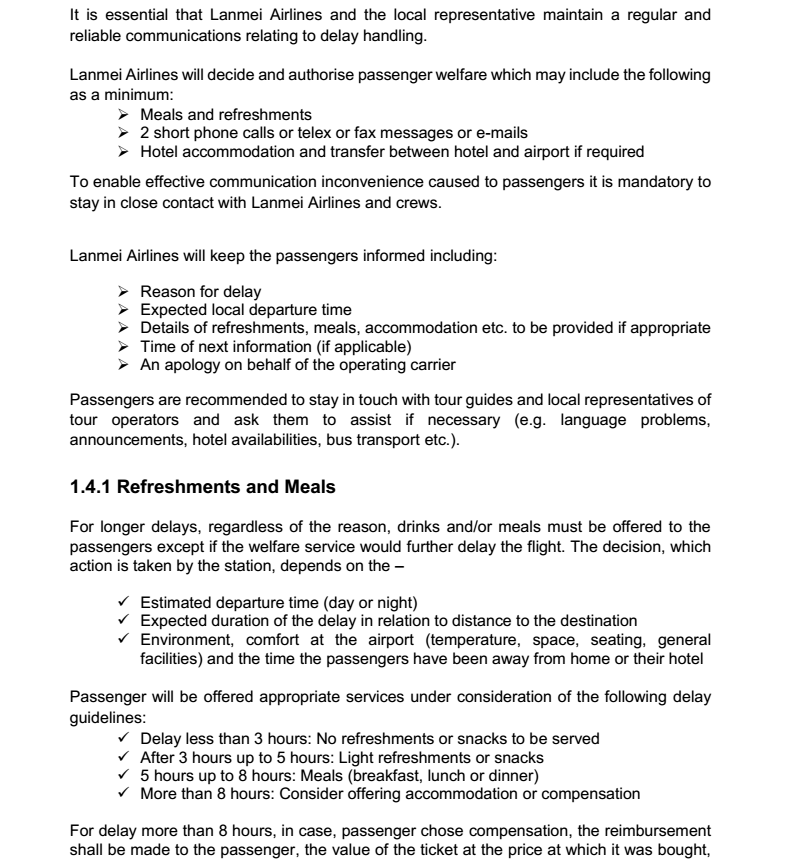 It is essential that Lanmei Airlines and the local representative maintain a regular and
reliable communications relating to delay handling.
Lanmei Airlines will decide and authorise passenger welfare which may include the following
as a minimum:
➢ Meals and refreshments
➢ 2 short phone calls or telex or fax messages or e-mails
➢ Hotel accommodation and transfer between hotel and airport if required
To enable effective communication inconvenience caused to passengers it is mandatory to
stay in close contact with Lanmei Airlines and crews.
Lanmei Airlines will keep the passengers informed including:
➢ Reason for delay
➢ Expected local departure time
➢ Details of refreshments, meals, accommodation etc. to be provided if appropriate
➢ Time of next information (if applicable)
➢ An apology on behalf of the operating carrier
Passengers are recommended to stay in touch with tour guides and local representatives of
tour operators and ask them to assist if necessary (e.g. language problems,
announcements, hotel availabilities, bus transport etc.).
1.4.1 Refreshments and Meals
For longer delays, regardless of the reason, drinks and/or meals must be offered to the
passengers except if the welfare service would further delay the flight. The decision, which
action is taken by the station, depends on the –
✓ Estimated departure time (day or night)
✓ Expected duration of the delay in relation to distance to the destination
✓ Environment, comfort at the airport (temperature, space, seating, general
facilities) and the time the passengers have been away from home or their hotel
Passenger will be offered appropriate services under consideration of the following delay
guidelines:
✓ Delay less than 3 hours: No refreshments or snacks to be served
✓ After 3 hours up to 5 hours: Light refreshments or snacks
✓ 5 hours up to 8 hours: Meals (breakfast, lunch or dinner)
✓ More than 8 hours: Consider offering accommodation or compensation
For delay more than 8 hours, in case, passenger chose compensation, the reimbursement
shall be made to the passenger, the value of the ticket at the price at which it was bought,